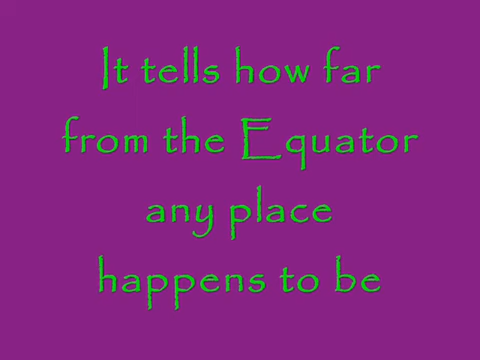 It tells how far
from the Equator
any place
happens to be